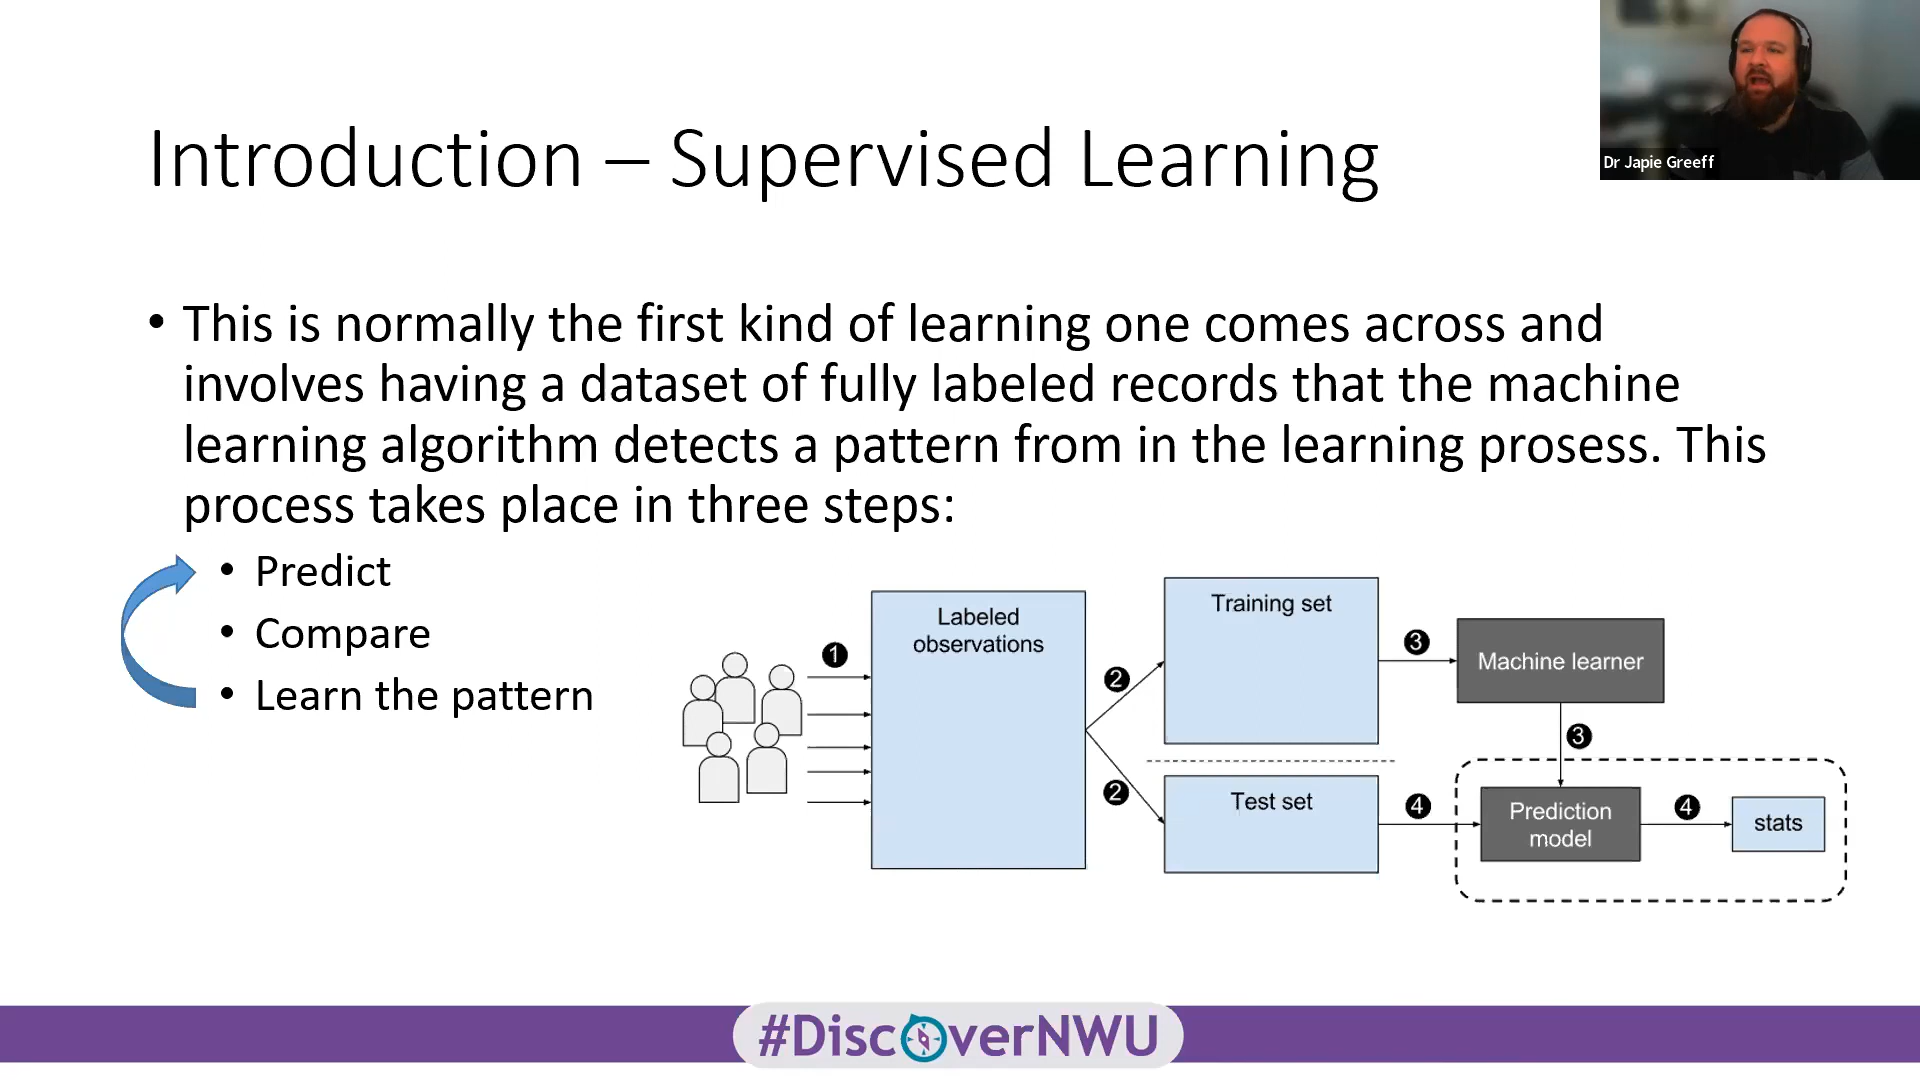 Dr Japie Greeff
Introduction – Supervised Learning
• This is normally the first kind of learning one comes across and
involves having a dataset of fully labeled records that the machine
learning algorithm detects a pattern from in the learning prosess. This
process takes place in three steps:
• Predict
• Compare
• Learn the pattern
1
Labeled
observations
2
2
Training set
Test set
3
Machine learner
3
4
Prediction
model
4
stats
#DiscoverNWU